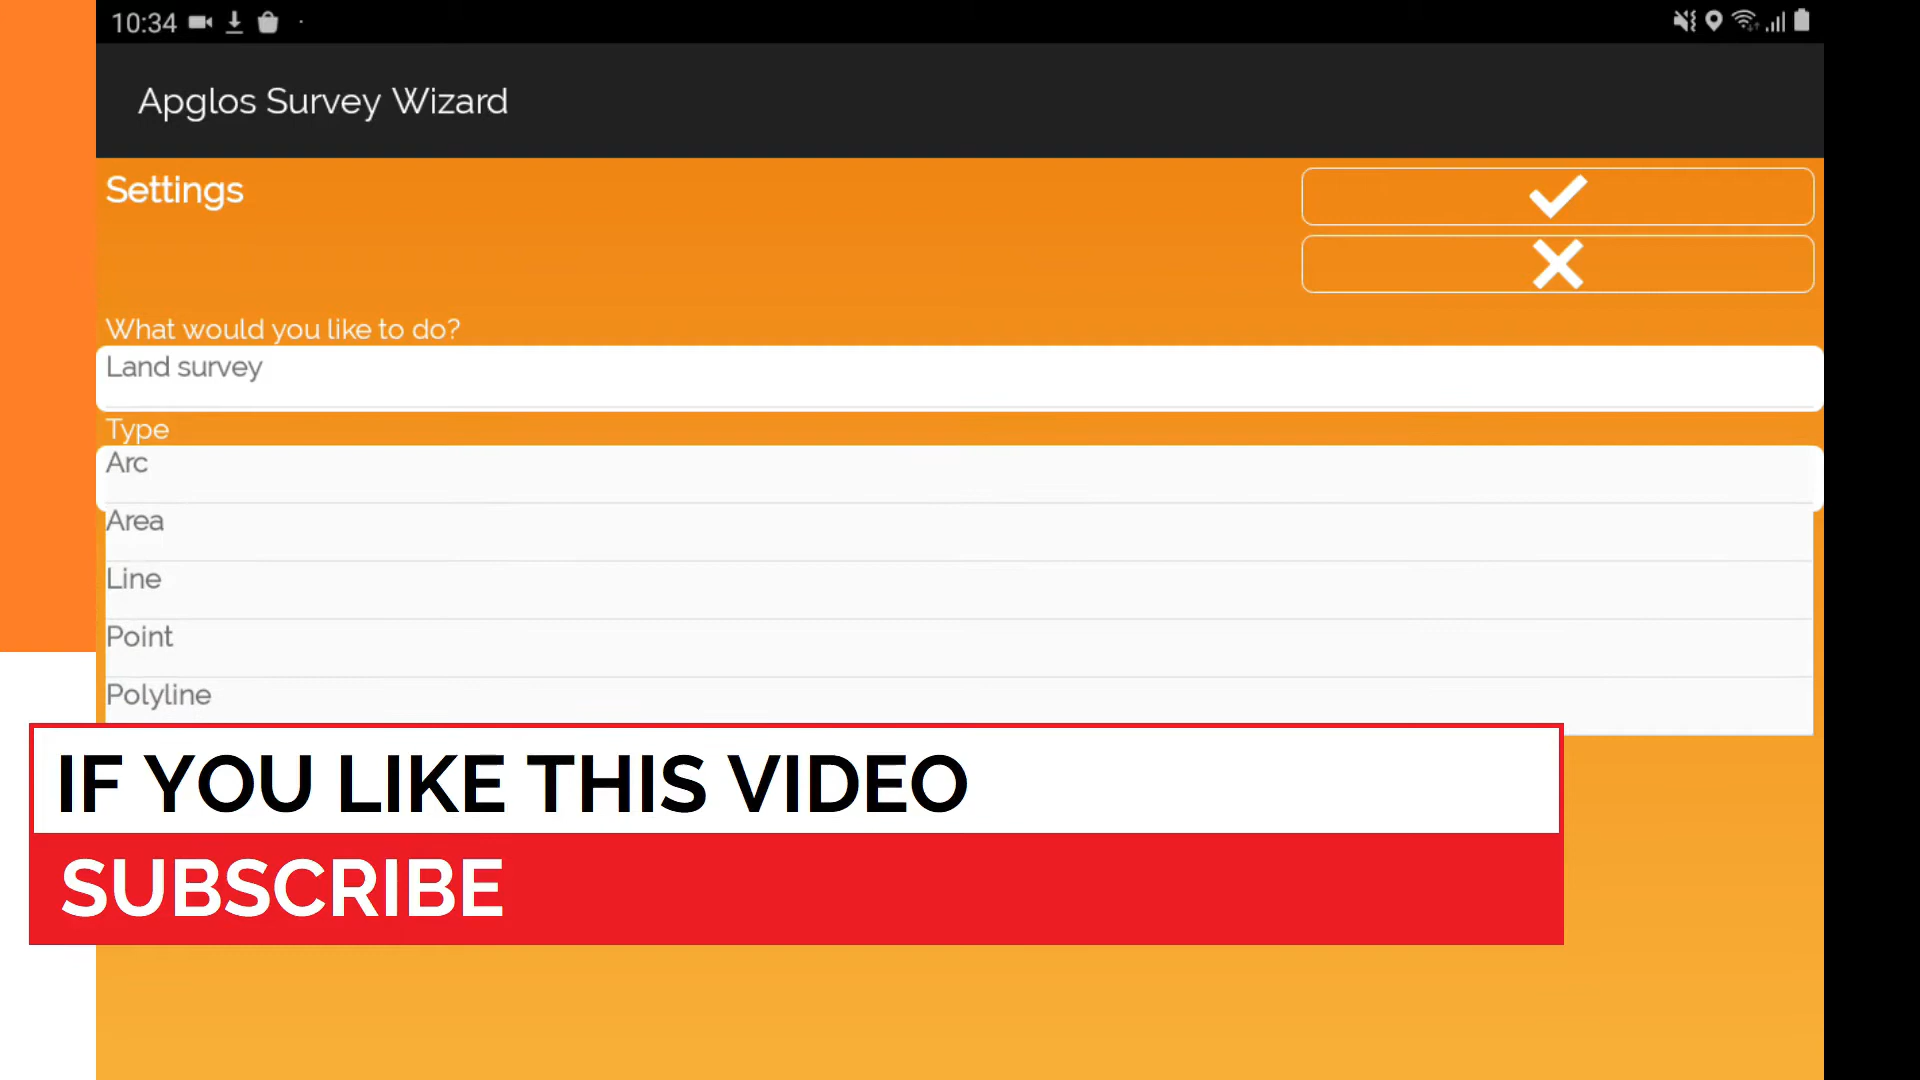 10:34
Apglos Survey Wizard
Settings
What would you like to do?
Land survey
Type
Arc
Area
Line
Point
Polyline
IF YOU LIKE THIS VIDEO
SUBSCRIBE